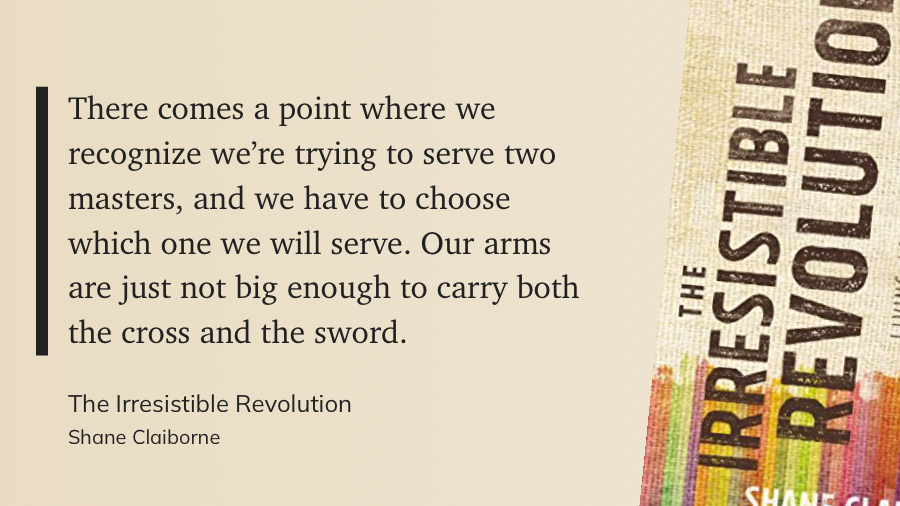 There comes a point where we
recognize we’re trying to serve two
masters, and we have to choose
which one we will serve. Our arms
are just not big enough to carry both
the cross and the sword.
The Irresistible Revolution
Shane Claiborne
THE
IRRESISTIBLE
REVOLUTION
SHANE